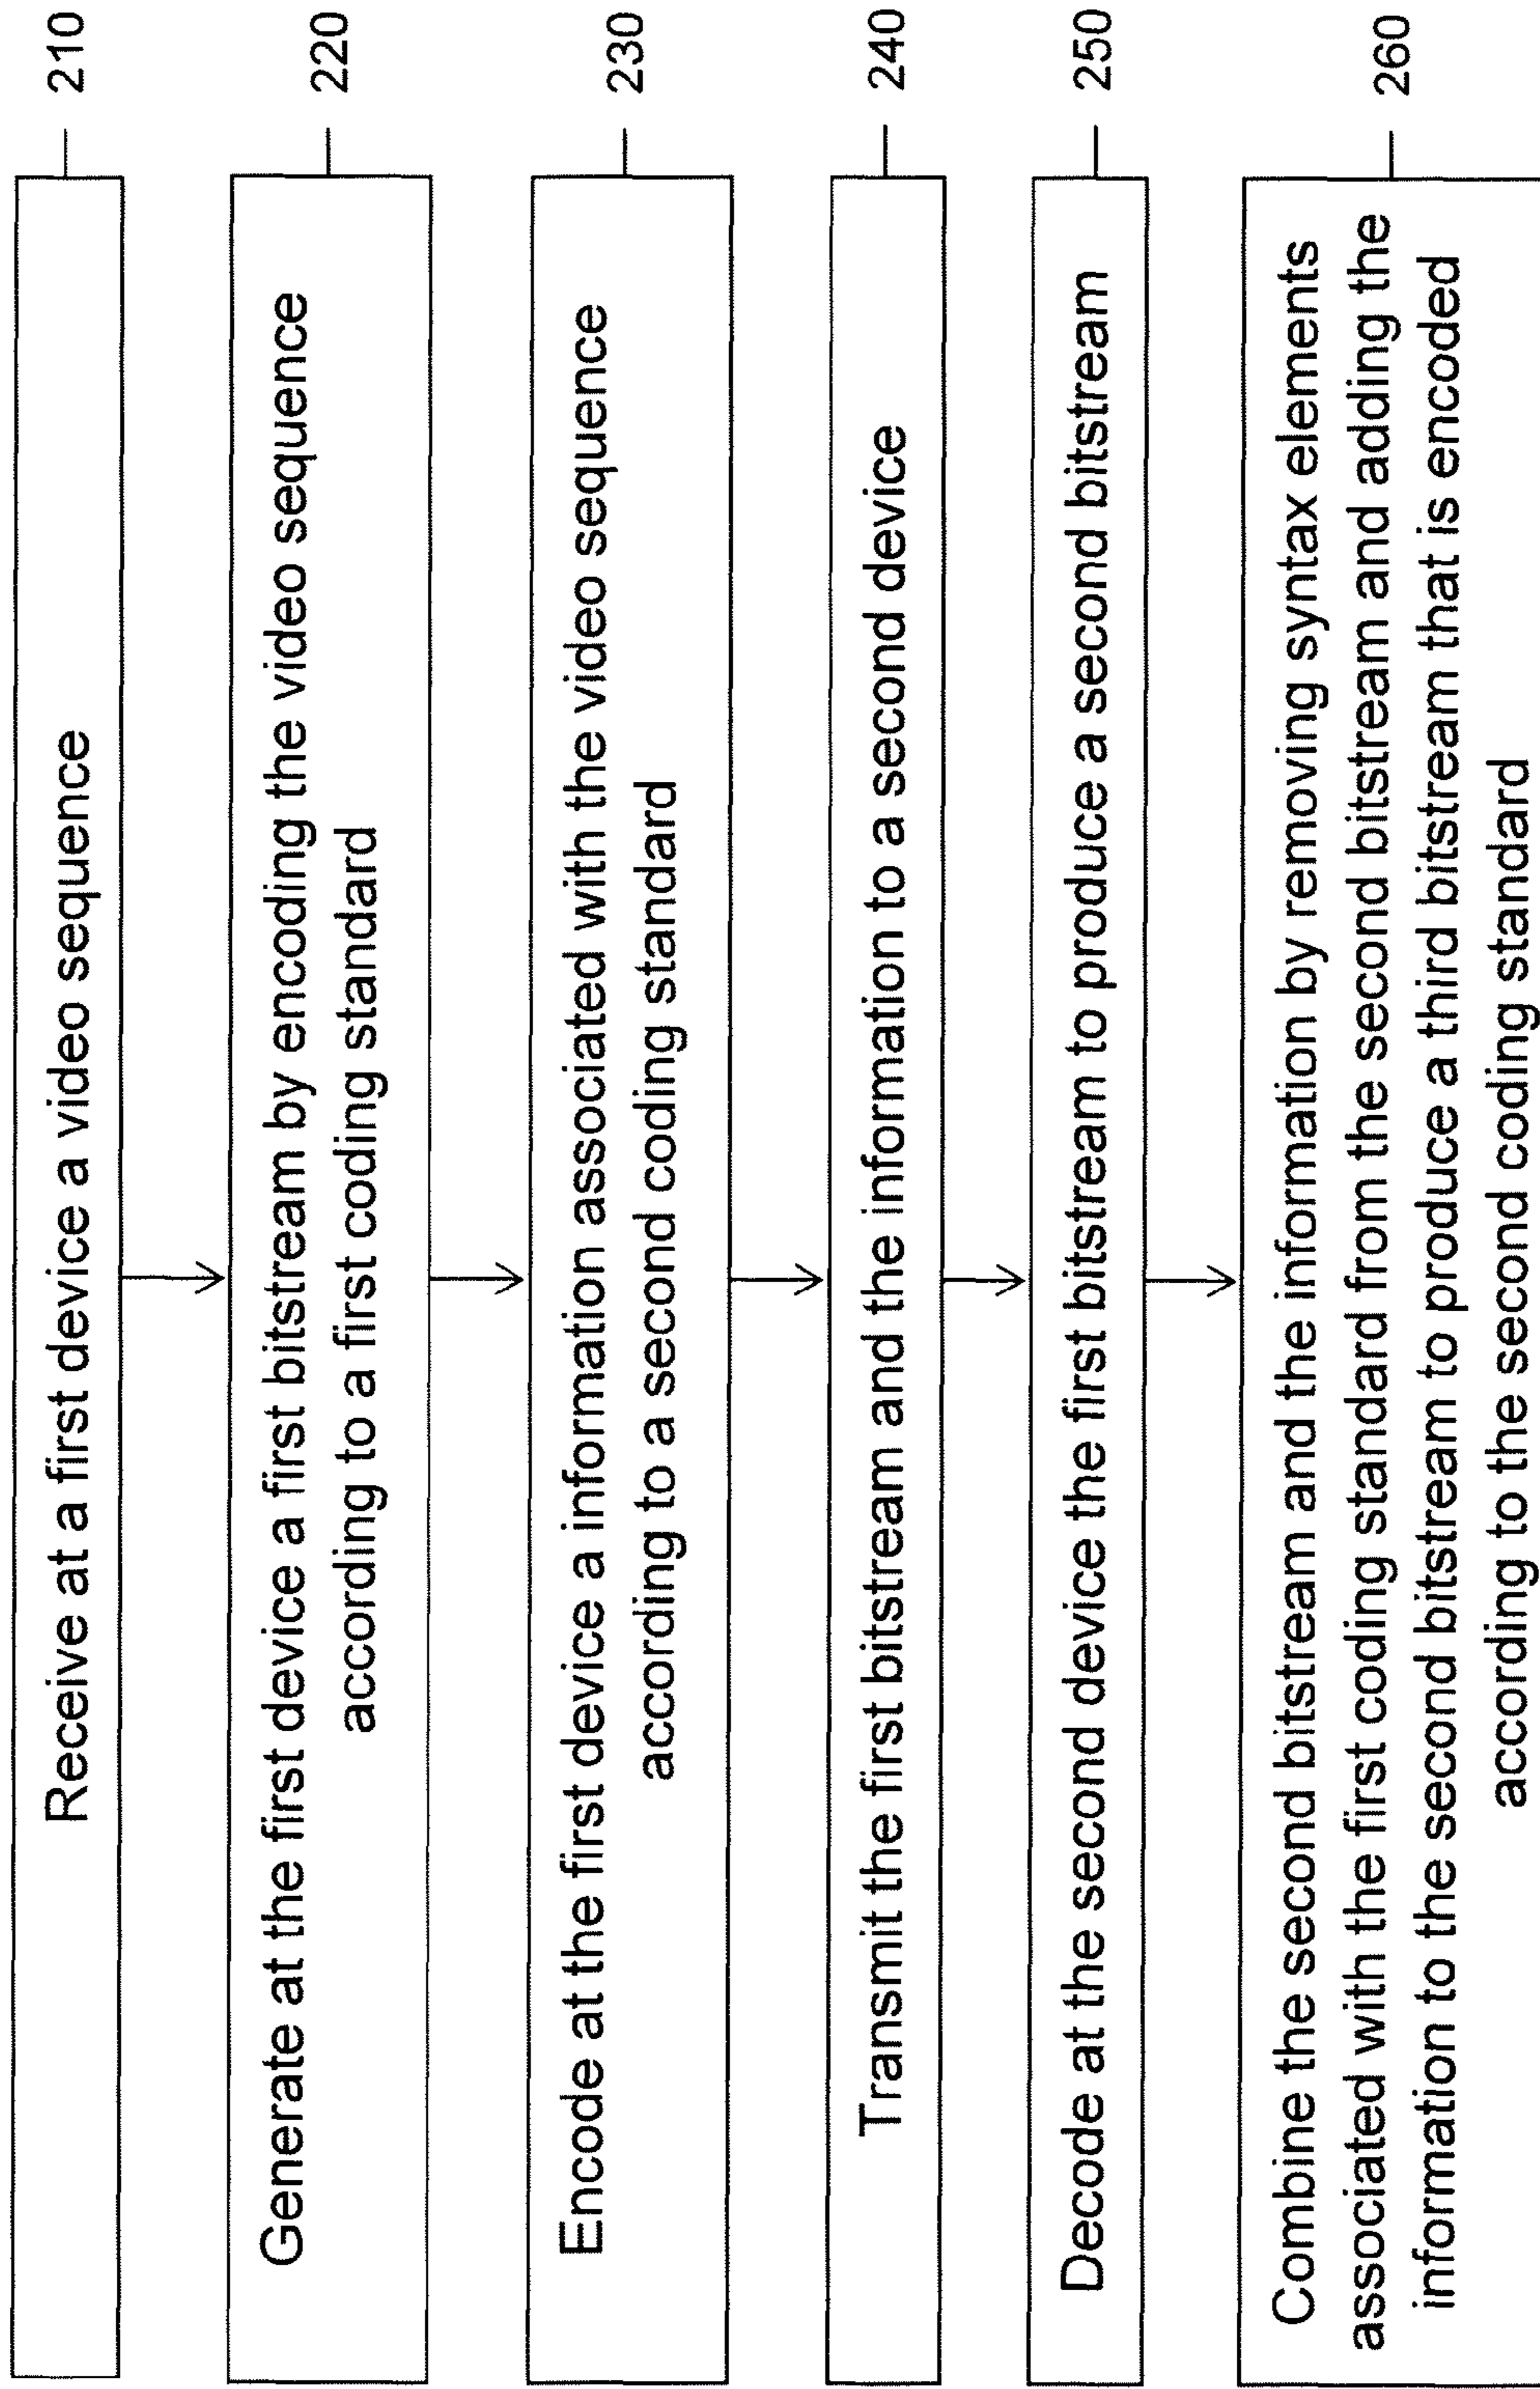 Receive at a first device a video sequence
210
Generate at the first device a first bitstream by encoding the video sequence
according to a first coding standard
220
Encode at the first device a information associated with the video sequence
according to a second coding standard
230
Transmit the first bitstream and the information to a second device
240
Decode at the second device the first bitstream to produce a second bitstream
250
Combine the second bitstream and the information by removing syntax elements
associated with the first coding standard from the second bitstream and adding the
information to the second bitstream to produce a third bitstream that is encoded
according to the second coding standard
260